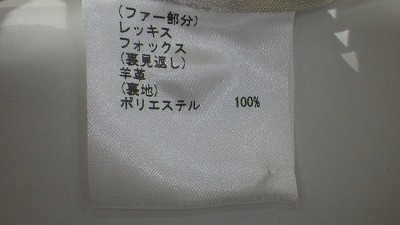 (ファー部分)
レッキス
フォックス
(裏見返し)
羊革
(裏地)
ポリエステル 100%